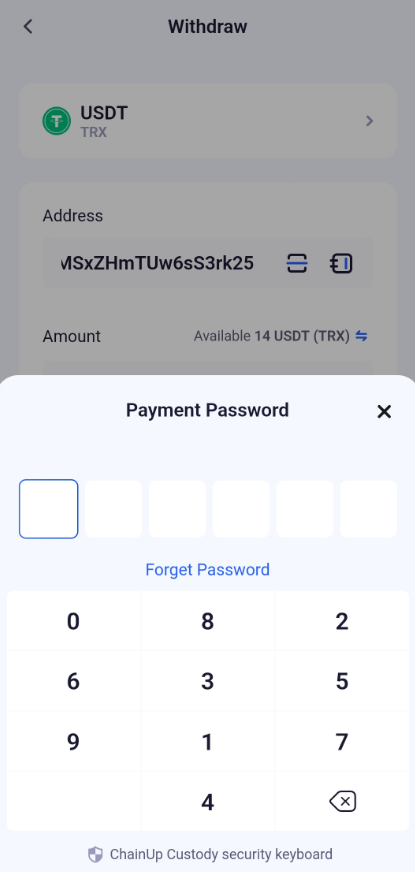 Withdraw
USDT
TRX
Address
MSxZHmTUw6sS3rk25
Amount
Available 14 USDT (TRX)
Payment Password
Forget Password
0 8 2
6 3 5
9 1 7
4
ChainUp Custody security keyboard